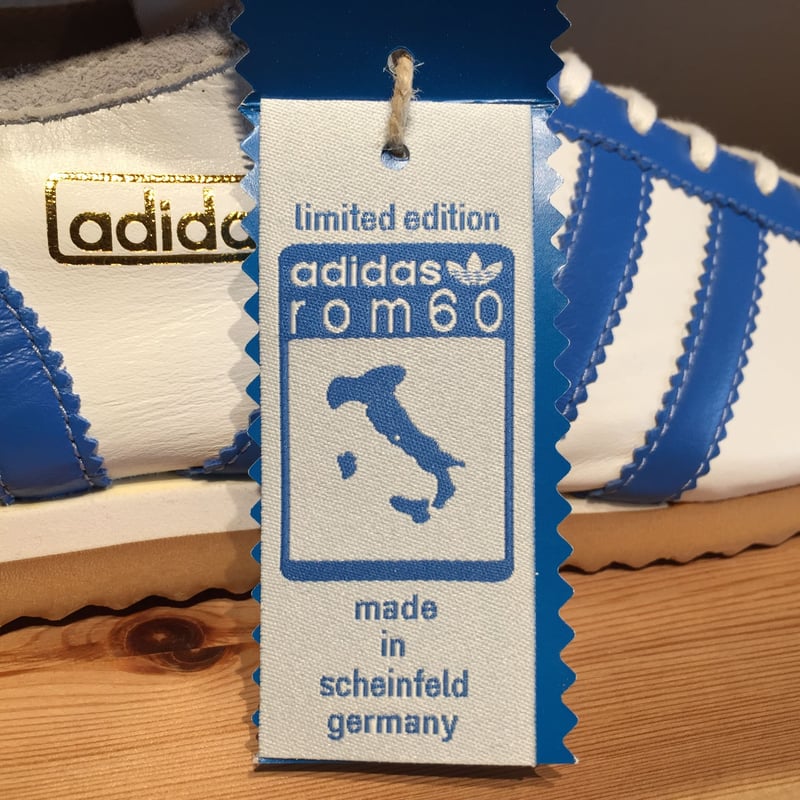 adida
limited edition
adidas
rom60
made
in
scheinfeld
germany